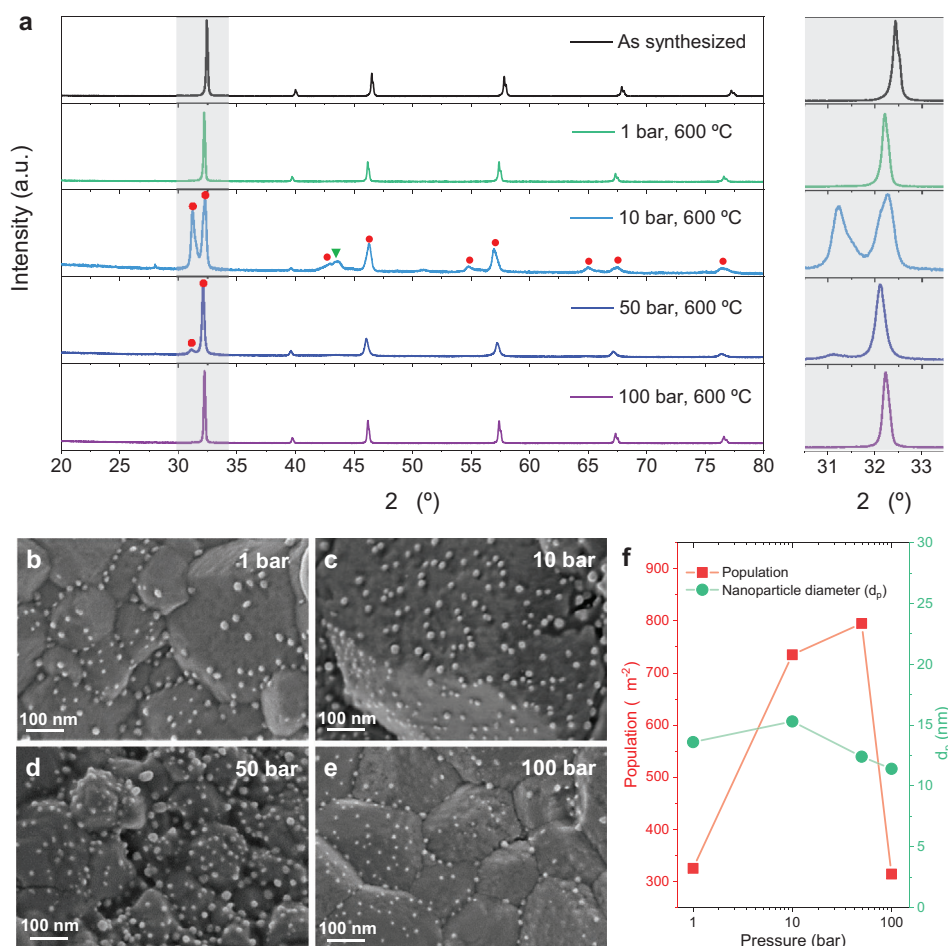 a
As synthesized
1 bar, 600 ºC
10 bar, 600 ºC
50 bar, 600 ºC
100 bar, 600 ºC
Intensity (a.u.)
20 25 30 35 40 45 50 55 60 65 70 75 80
2 (º)
31 32 33
2 (º)
b 1 bar
100 nm
c 10 bar
100 nm
d 50 bar
100 nm
e 100 bar
100 nm
f
Population
Nanoparticle diameter (dp)
900
800
700
600
500
400
300
Population ( m-2)
30
25
20
15
10
5
0
(nm)
1 10 100
Pressure (bar)